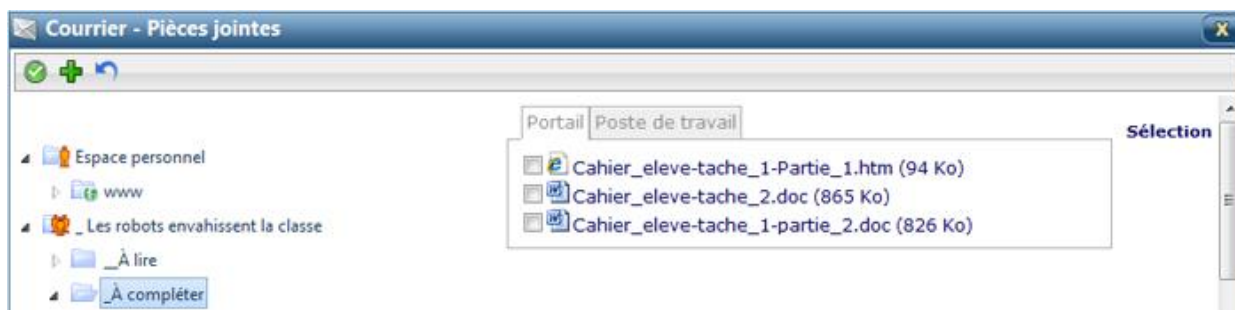 Courrier - Pièces jointes
X
Portail Poste de travail
Sélection
Espace personnel
www
_ Les robots envahissent la classe
__À lire
_À compléter
Cahier_eleve-tache_1-Partie_1.htm (94 Ko)
Cahier_eleve-tache_2.doc (865 Ko)
Cahier_eleve-tache_1-partie_2.doc (826 Ko)